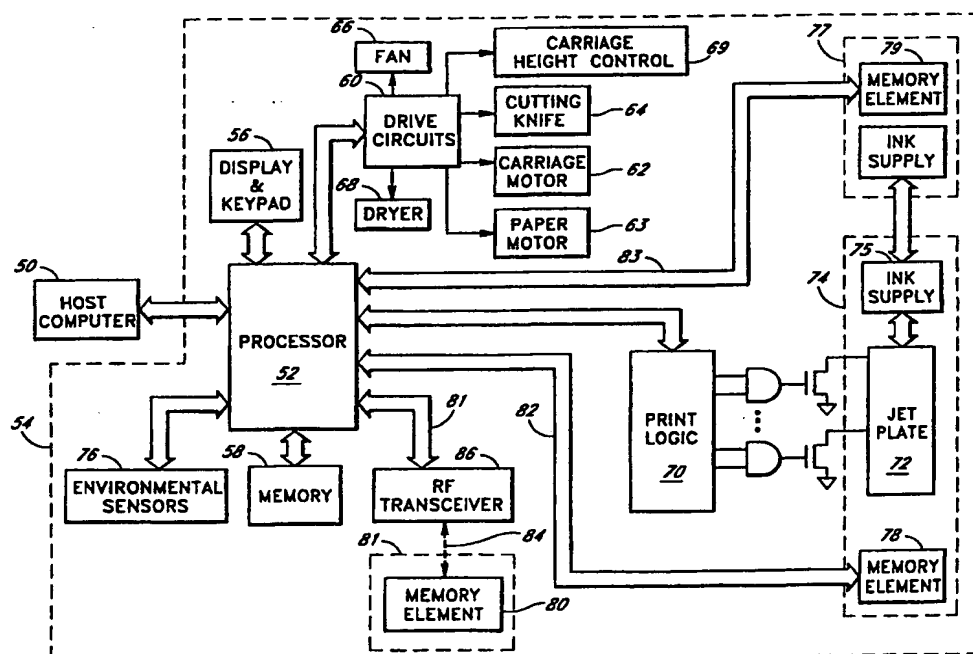 66
FAN
60
DRIVE
CIRCUITS
CARRIAGE
HEIGHT CONTROL
69
CUTTING
KNIFE
64
CARRIAGE
MOTOR
62
PAPER
MOTOR
63
68
DRYER
56
DISPLAY
&
KEYPAD
77
79
MEMORY
ELEMENT
INK
SUPPLY
83
50
HOST
COMPUTER
PROCESSOR
52
74
75
INK
SUPPLY
PRINT
LOGIC
70
JET
PLATE
72
54
76
ENVIRONMENTAL
SENSORS
58
MEMORY
81
86
RF
TRANSCEIVER
82
84
81
MEMORY
ELEMENT
80
78
MEMORY
ELEMENT